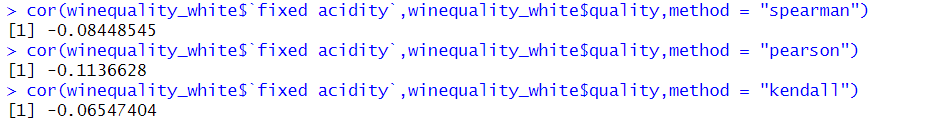 > cor(winequality_white$`fixed acidity`,winequality_white$quality,method = "spearman")
[1] -0.08448545
> cor(winequality_white$`fixed acidity`,winequality_white$quality,method = "pearson")
[1] -0.1136628
> cor(winequality_white$`fixed acidity`,winequality_white$quality,method = "kendall")
[1] -0.06547404